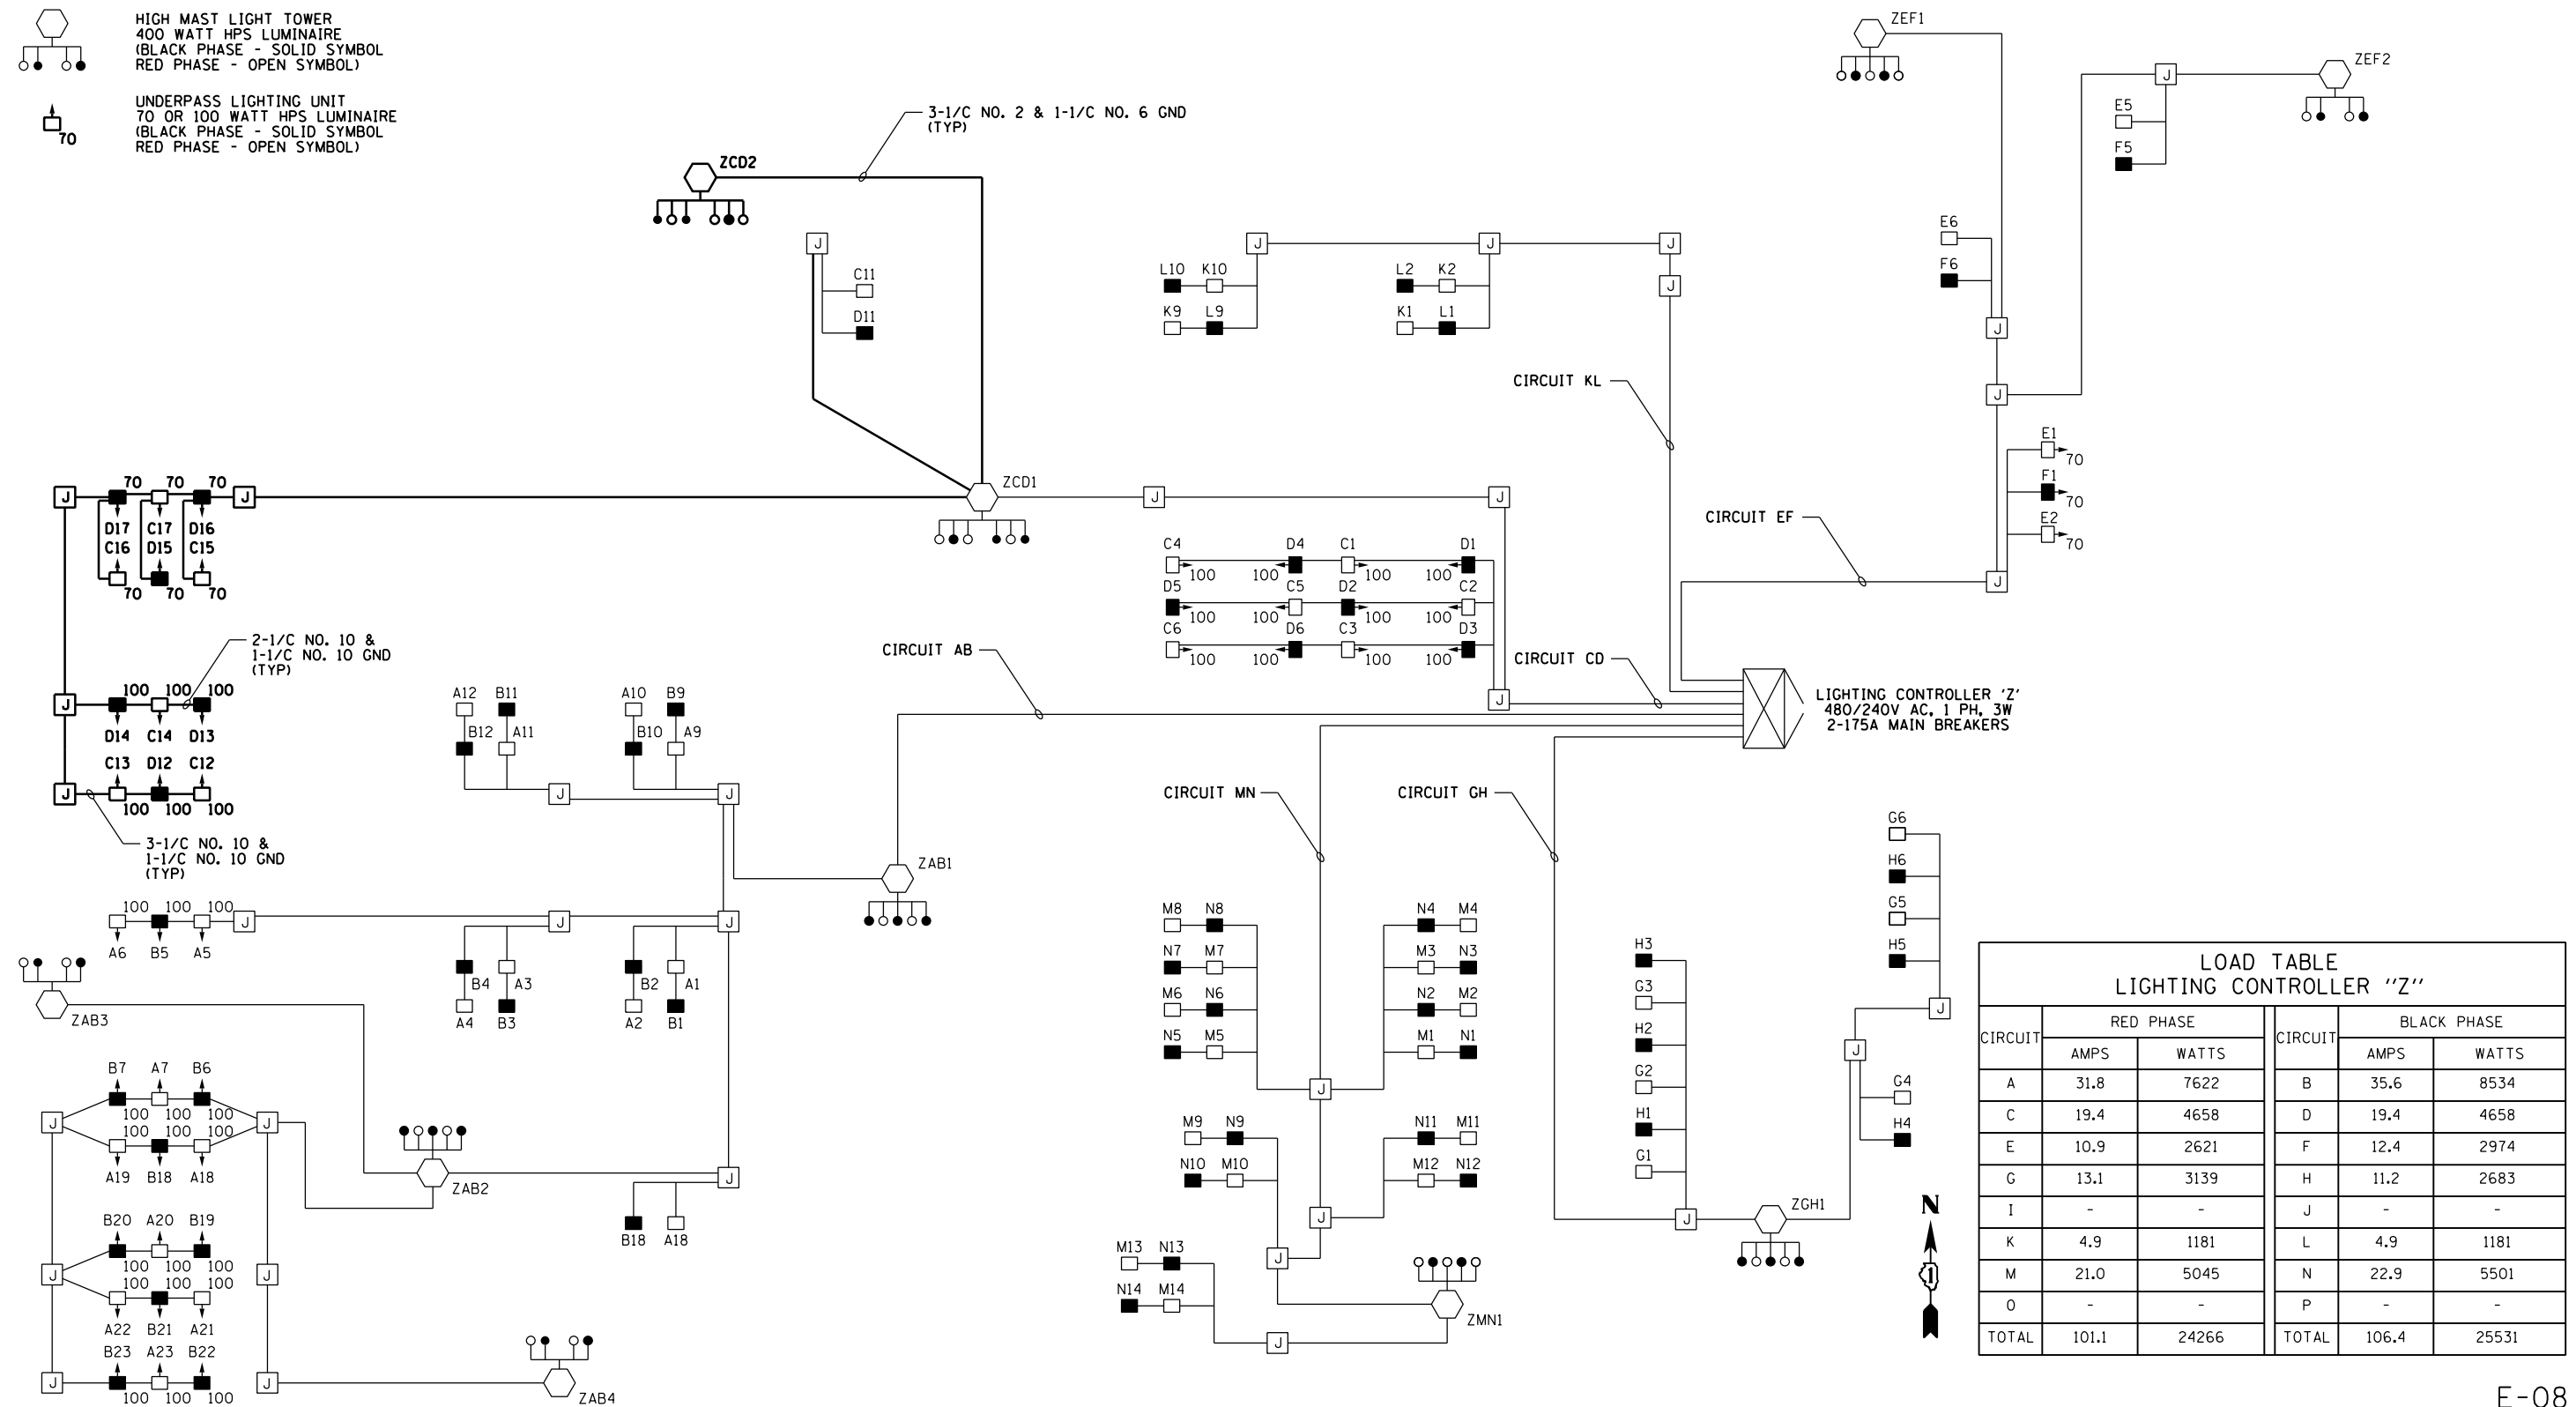 HIGH MAST LIGHT TOWER
400 WATT HPS LUMINAIRE
(BLACK PHASE - SOLID SYMBOL
RED PHASE - OPEN SYMBOL)
UNDERPASS LIGHTING UNIT
70 OR 100 WATT HPS LUMINAIRE
(BLACK PHASE - SOLID SYMBOL
RED PHASE - OPEN SYMBOL)
70
3-1/C NO. 2 & 1-1/C NO. 6 GND
(TYP)
ZCD2
J
C11
D11
ZEF1
ZEF2
J
E5
F5
E6
F6
J
J
E1
70
F1
70
E2
70
J
J J J
L10 K10 L2 K2
J
K9 L9 K1 L1
CIRCUIT KL
CIRCUIT EF
ZCD1
J J
J 70 70 70 J
D17 C17 D16
C16 D15 C15
70 70 70
2-1/C NO. 10 &
1-1/C NO. 10 GND
(TYP)
J 100 100 100
D14 C14 D13
C13 D12 C12
J 100 100 100
3-1/C NO. 10 &
1-1/C NO. 10 GND
(TYP)
C4 D4 C1 D1
100 100 100 100
D5 C5 D2 C2
100 100 100 100
C6 D6 C3 D3
100 100 100 100
CIRCUIT AB
CIRCUIT CD
J
LIGHTING CONTROLLER 'Z'
480/240V AC, 1 PH, 3W
2-175A MAIN BREAKERS
A12 B11 A10 B9
B12 A11 B10 A9
J J
CIRCUIT MN
CIRCUIT GH
ZAB1
100 100 100
J J J
A6 B5 A5
B4 A3 B2 A1
A4 B3 A2 B1
ZAB3
B7 A7 B6
100 100 100
J J
100 100 100
A19 B18 A18
ZAB2
J
B18 A18
B20 A20 B19
100 100 100
J J
100 100 100
A22 B21 A21
B23 A23 B22
J J
100 100 100
ZAB4
M8 N8 N4 M4
N7 M7 M3 N3
M6 N6 N2 M2
N5 M5 M1 N1
J
M9 N9 N11 M11
N10 M10 M12 N12
J
J
M13 N13
N14 M14
ZMN1
J
H3
G3
H2
G2
H1
G1
J
ZGH1
G6
H6
G5
H5
J
J
G4
H4
N
1
LOAD TABLE
LIGHTING CONTROLLER "Z"
CIRCUIT RED PHASE CIRCUIT BLACK PHASE
AMPS WATTS AMPS WATTS
A 31.8 7622 B 35.6 8534
C 19.4 4658 D 19.4 4658
E 10.9 2621 F 12.4 2974
G 13.1 3139 H 11.2 2683
I - - J - -
K 4.9 1181 L 4.9 1181
M 21.0 5045 N 22.9 5501
O - - P - -
TOTAL 101.1 24266 TOTAL 106.4 25531
E-08